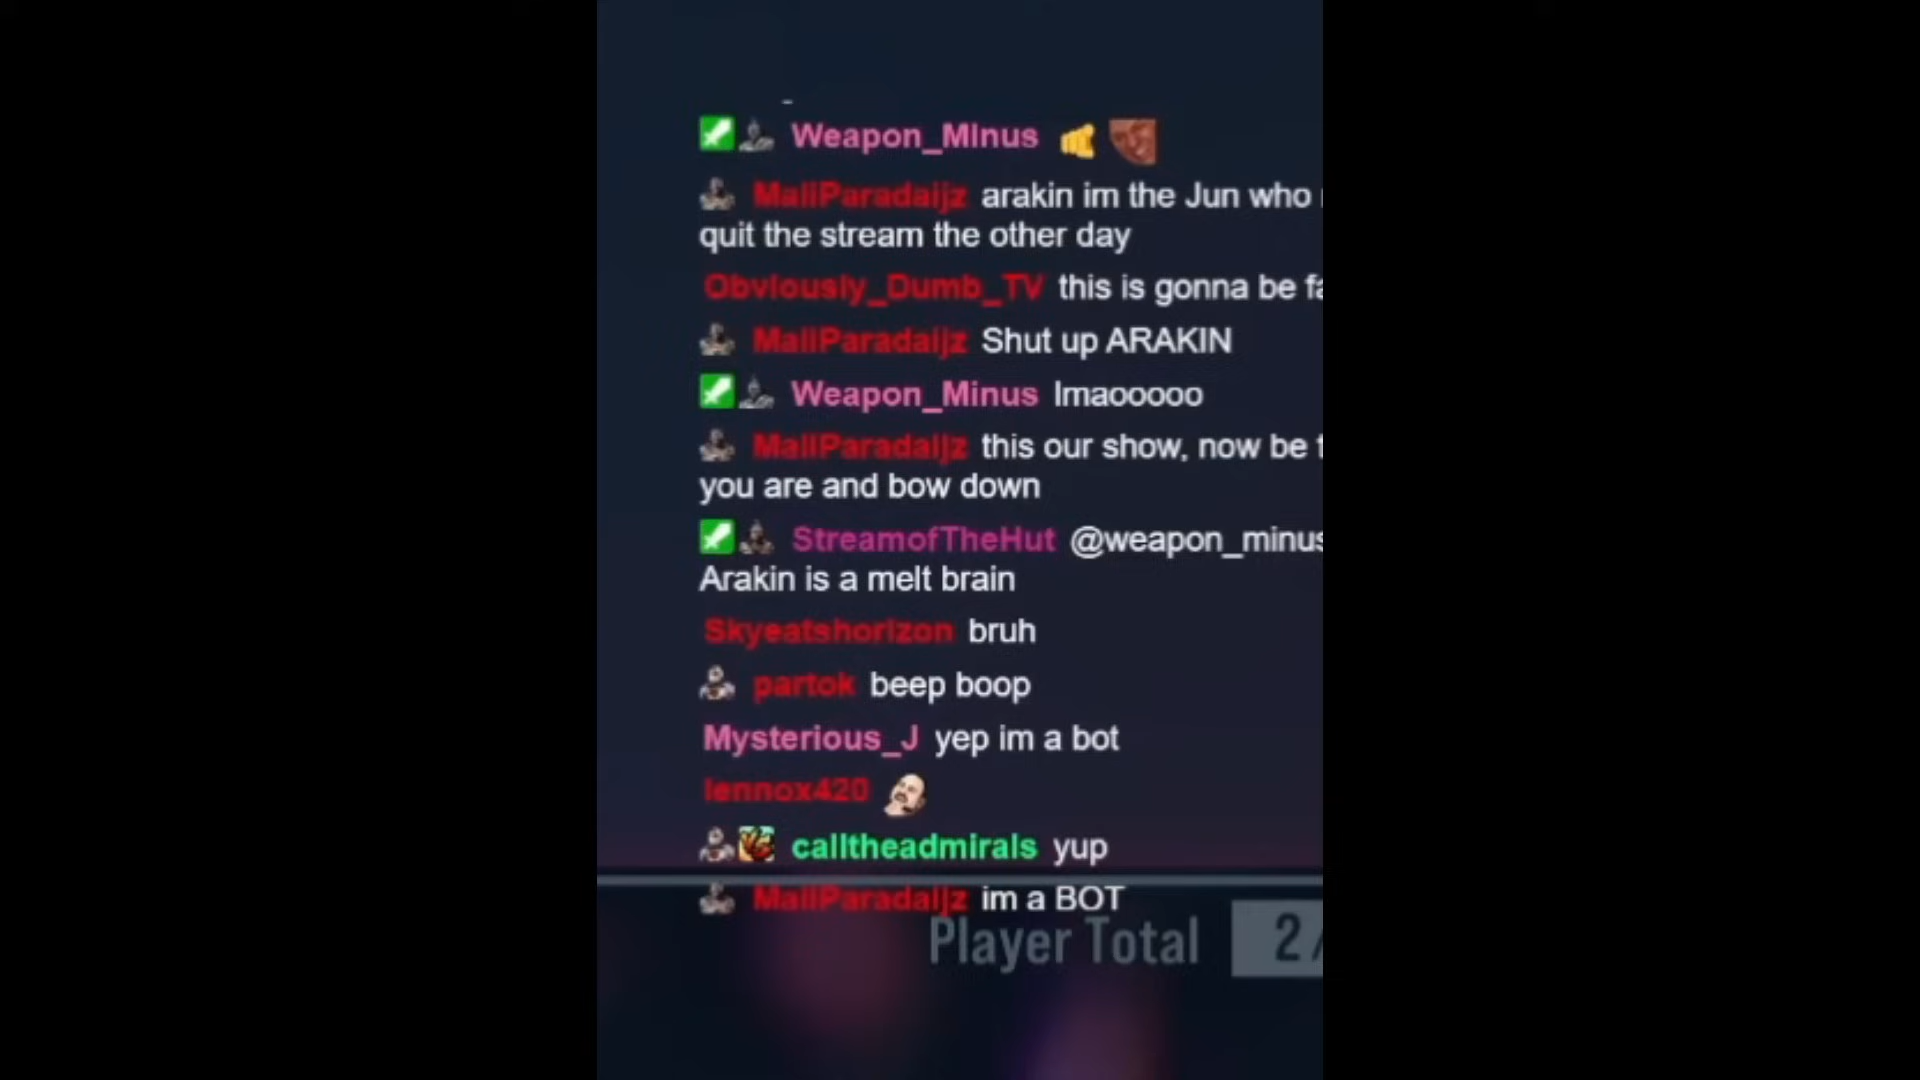 Weapon_Minus
MaliParadaijz arakin im the Jun who
quit the stream the other day
Obviously_Dumb_TV this is gonna be
MaliParadaijz Shut up ARAKIN
Weapon_Minus lmaooooo
MaliParadaijz this our show, now be
you are and bow down
StreamofTheHut @weapon_minus
Arakin is a melt brain
Skyeatshorizon bruh
partok beep boop
Mysterious_J yep im a bot
lennox420
calltheadmirals yup
MaliParadaijz im a BOT
Player Total 2/